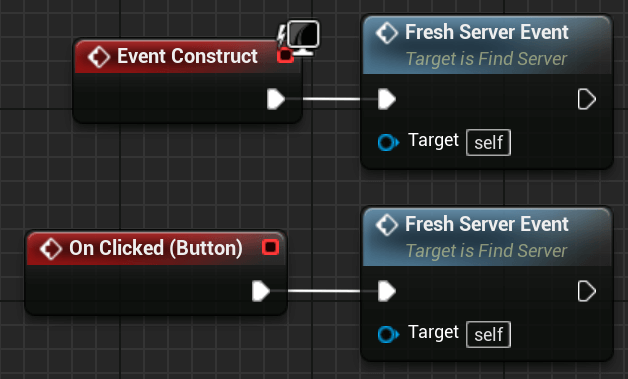 Event Construct
Fresh Server Event
Target is Find Server
Target self
On Clicked (Button)
Fresh Server Event
Target is Find Server
Target self